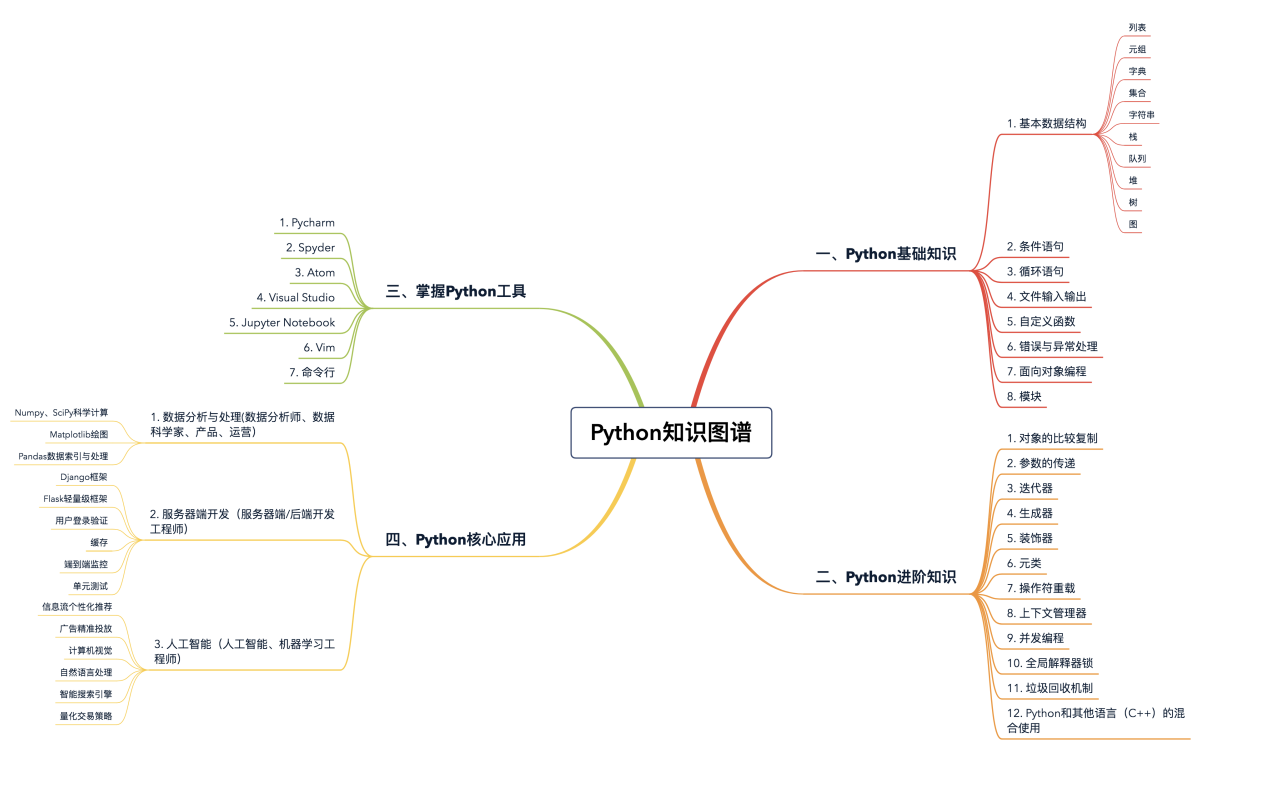 Python知识图谱
一、Python基础知识
1. 基本数据结构
列表
元组
字典
集合
字符串
栈
队列
堆
树
图
2. 条件语句
3. 循环语句
4. 文件输入输出
5. 自定义函数
6. 错误与异常处理
7. 面向对象编程
8. 模块
二、Python进阶知识
1. 对象的比较复制
2. 参数的传递
3. 迭代器
4. 生成器
5. 装饰器
6. 元类
7. 操作符重载
8. 上下文管理器
9. 并发编程
10. 全局解释器锁
11. 垃圾回收机制
12. Python和其他语言（C++）的混
合使用
三、掌握Python工具
1. Pycharm
2. Spyder
3. Atom
4. Visual Studio
5. Jupyter Notebook
6. Vim
7. 命令行
四、Python核心应用
1. 数据分析与处理(数据分析师、数据
科学家、产品、运营）
Numpy、SciPy科学计算
Matplotlib绘图
Pandas数据索引与处理
2. 服务器端开发（服务器端/后端开发
工程师）
Django框架
Flask轻量级框架
用户登录验证
缓存
端到端监控
单元测试
3. 人工智能（人工智能、机器学习工
程师）
信息流个性化推荐
广告精准投放
计算机视觉
自然语言处理
智能搜索引擎
量化交易策略